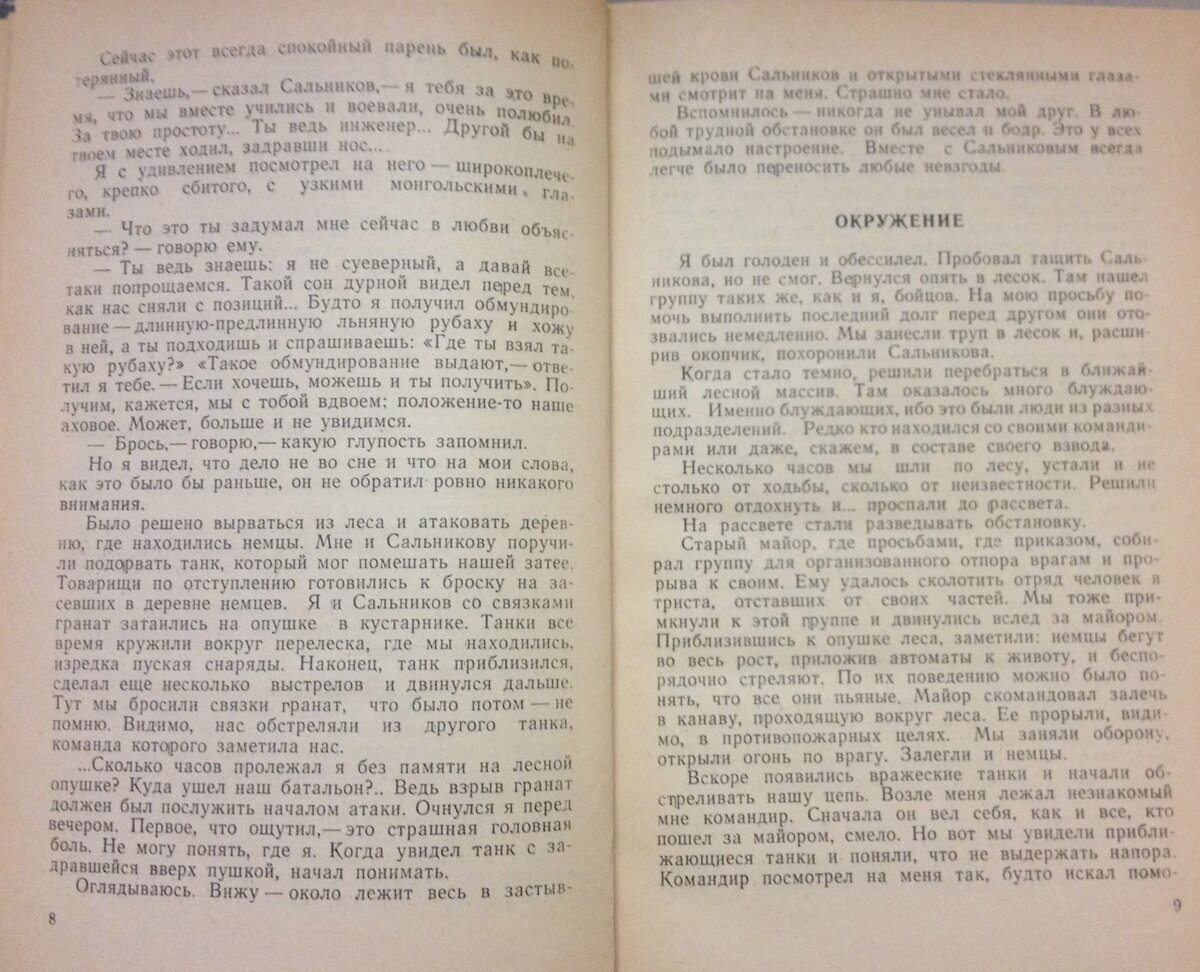 Сейчас этот всегда спокойный парень был, как по-
терянный.
— Знаешь,— сказал Сальников,— я тебя за это вре-
мя, что мы вместе учились и воевали, очень полюбил.
За твою простоту... Ты ведь инженер... Другой бы на
твоем месте ходил, задравши нос...
Я с удивлением посмотрел на него — широкоплече-
го, крепко сбитого, с узкими монгольскими гла-
зами.
— Что это ты задумал мне сейчас в любви объяс-
няться? — говорю ему.
— Ты ведь знаешь: я не суеверный, а давай все-
таки попрощаемся. Такой сон дурной видел перед тем,
как нас сняли с позиций... Будто я получил обмундиро-
вание — длинную-предлинную льняную рубаху и хожу
в ней, а ты подходишь и спрашиваешь: «Где ты взял та-
кую рубаху?» «Такое обмундирование выдают,— отве-
тил я тебе. — Если хочешь, можешь и ты получить». По-
лучим, кажется, мы с тобой вдвоем: положение-то наше
аховое. Может, больше и не увидимся.
— Брось,— говорю,— какую глупость запомнил.
Но я видел, что дело не во сне и что на мои слова,
как это было бы раньше, он не обратил ровно никакого
внимания.
Было решено вырваться из леса и атаковать дерев-
ню, где находились немцы. Мне и Сальникову поручи-
ли подорвать танк, который мог помешать нашей затее.
Товарищи по отступлению готовились к броску на за-
севших в деревне немцев. Я и Сальников со связками
гранат затаились на опушке в кустарнике. Танки все
время кружили вокруг перелеска, где мы находились,
изредка пуская снаряды. Наконец, танк приблизился,
сделал еще несколько выстрелов и двинулся дальше.
Тут мы бросили связки гранат, что было потом — не
помню. Видимо, нас обстреляли из другого танка,
команда которого заметила нас.
...Сколько часов пролежал я без памяти на лесной
опушке? Куда ушел наш батальон?.. Ведь взрыв гранат
должен был послужить началом атаки. Очнулся я перед
вечером. Первое, что ощутил,— это страшная головная
боль. Не могу понять, где я. Когда увидел танк с за-
дравшейся вверх пушкой, начал понимать.
Оглядываюсь. Вижу — около лежит весь в застыв-
8
шей крови Сальников и открытыми стеклянными глаза-
ми смотрит на меня. Страшно мне стало.
Вспомнилось — никогда не унывал мой друг. В лю-
бой трудной обстановке он был весел и бодр. Это у всех
подымало настроение. Вместе с Сальниковым всегда
легче было переносить любые невзгоды.
ОКРУЖЕНИЕ
Я был голоден и обессилел. Пробовал тащить Саль-
никова, но не смог. Вернулся опять в лесок. Там нашел
группу таких же, как и я, бойцов. На мою просьбу по-
мочь выполнить последний долг перед другом они ото-
звались немедленно. Мы занесли труп в лесок и, расши-
рив окопчик, похоронили Сальникова.
Когда стало темно, решили перебраться в ближай-
ший лесной массив. Там оказалось много блуждаю-
щих. Именно блуждающих, ибо это были люди из разных
подразделений. Редко кто находился со своими команди-
рами или даже, скажем, в составе своего взвода.
Несколько часов мы шли по лесу, устали и не
столько от ходьбы, сколько от неизвестности. Решили
немного отдохнуть и... проспали до рассвета.
На рассвете стали разведывать обстановку.
Старый майор, где просьбами, где приказом, соби-
рал группу для организованного отпора врагам и про-
рыва к своим. Ему удалось сколотить отряд человек в
триста, отставших от своих частей. Мы тоже при-
мкнули к этой группе и двинулись вслед за майором.
Приблизившись к опушке леса, заметили: немцы бегут
во весь рост, приложив автоматы к животу, и беспо-
рядочно стреляют. По их поведению можно было по-
нять, что все они пьяные. Майор скомандовал залечь
в канаву, проходящую вокруг леса. Ее прорыли, види-
мо, в противопожарных целях. Мы заняли оборону,
открыли огонь по врагу. Залегли и немцы.
Вскоре появились вражеские танки и начали об-
стреливать нашу цепь. Возле меня лежал незнакомый
мне командир. Сначала он вел себя, как и все, кто
пошел за майором, смело. Но вот мы увидели прибли-
жающиеся танки и поняли, что не выдержать напора.
Командир посмотрел на меня так, будто искал помо-
9